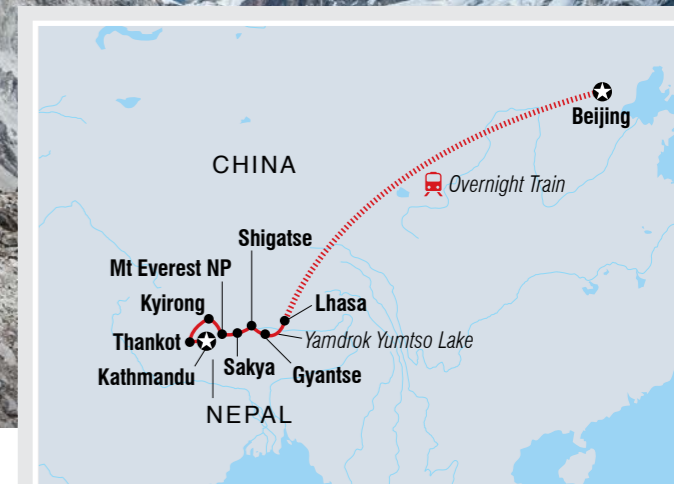 Beijing
CHINA
Overnight Train
Shigatse
Mt Everest NP
Kyirong
Lhasa
Thankot
Yamdrok Yumtso Lake
Kathmandu
Sakya
Gyantse
NEPAL